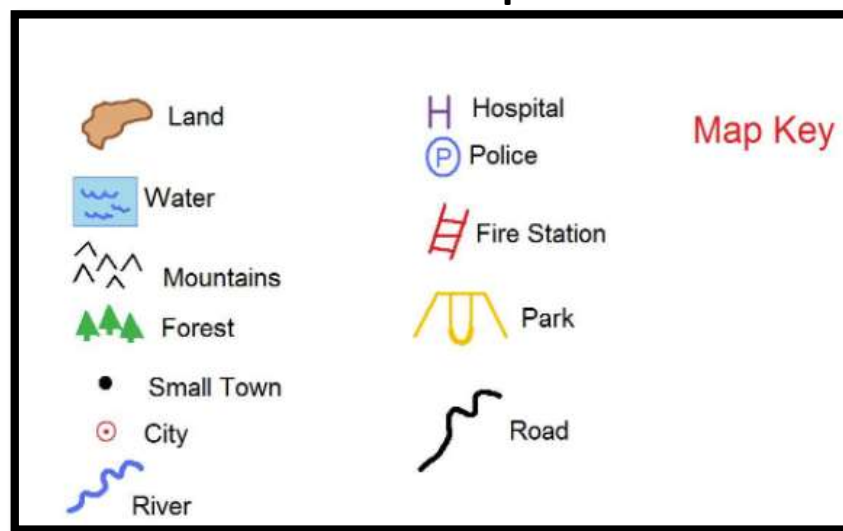 Map Key
Land
Water
Mountains
Forest
Small Town
City
River
H Hospital
P Police
Fire Station
Park
Road